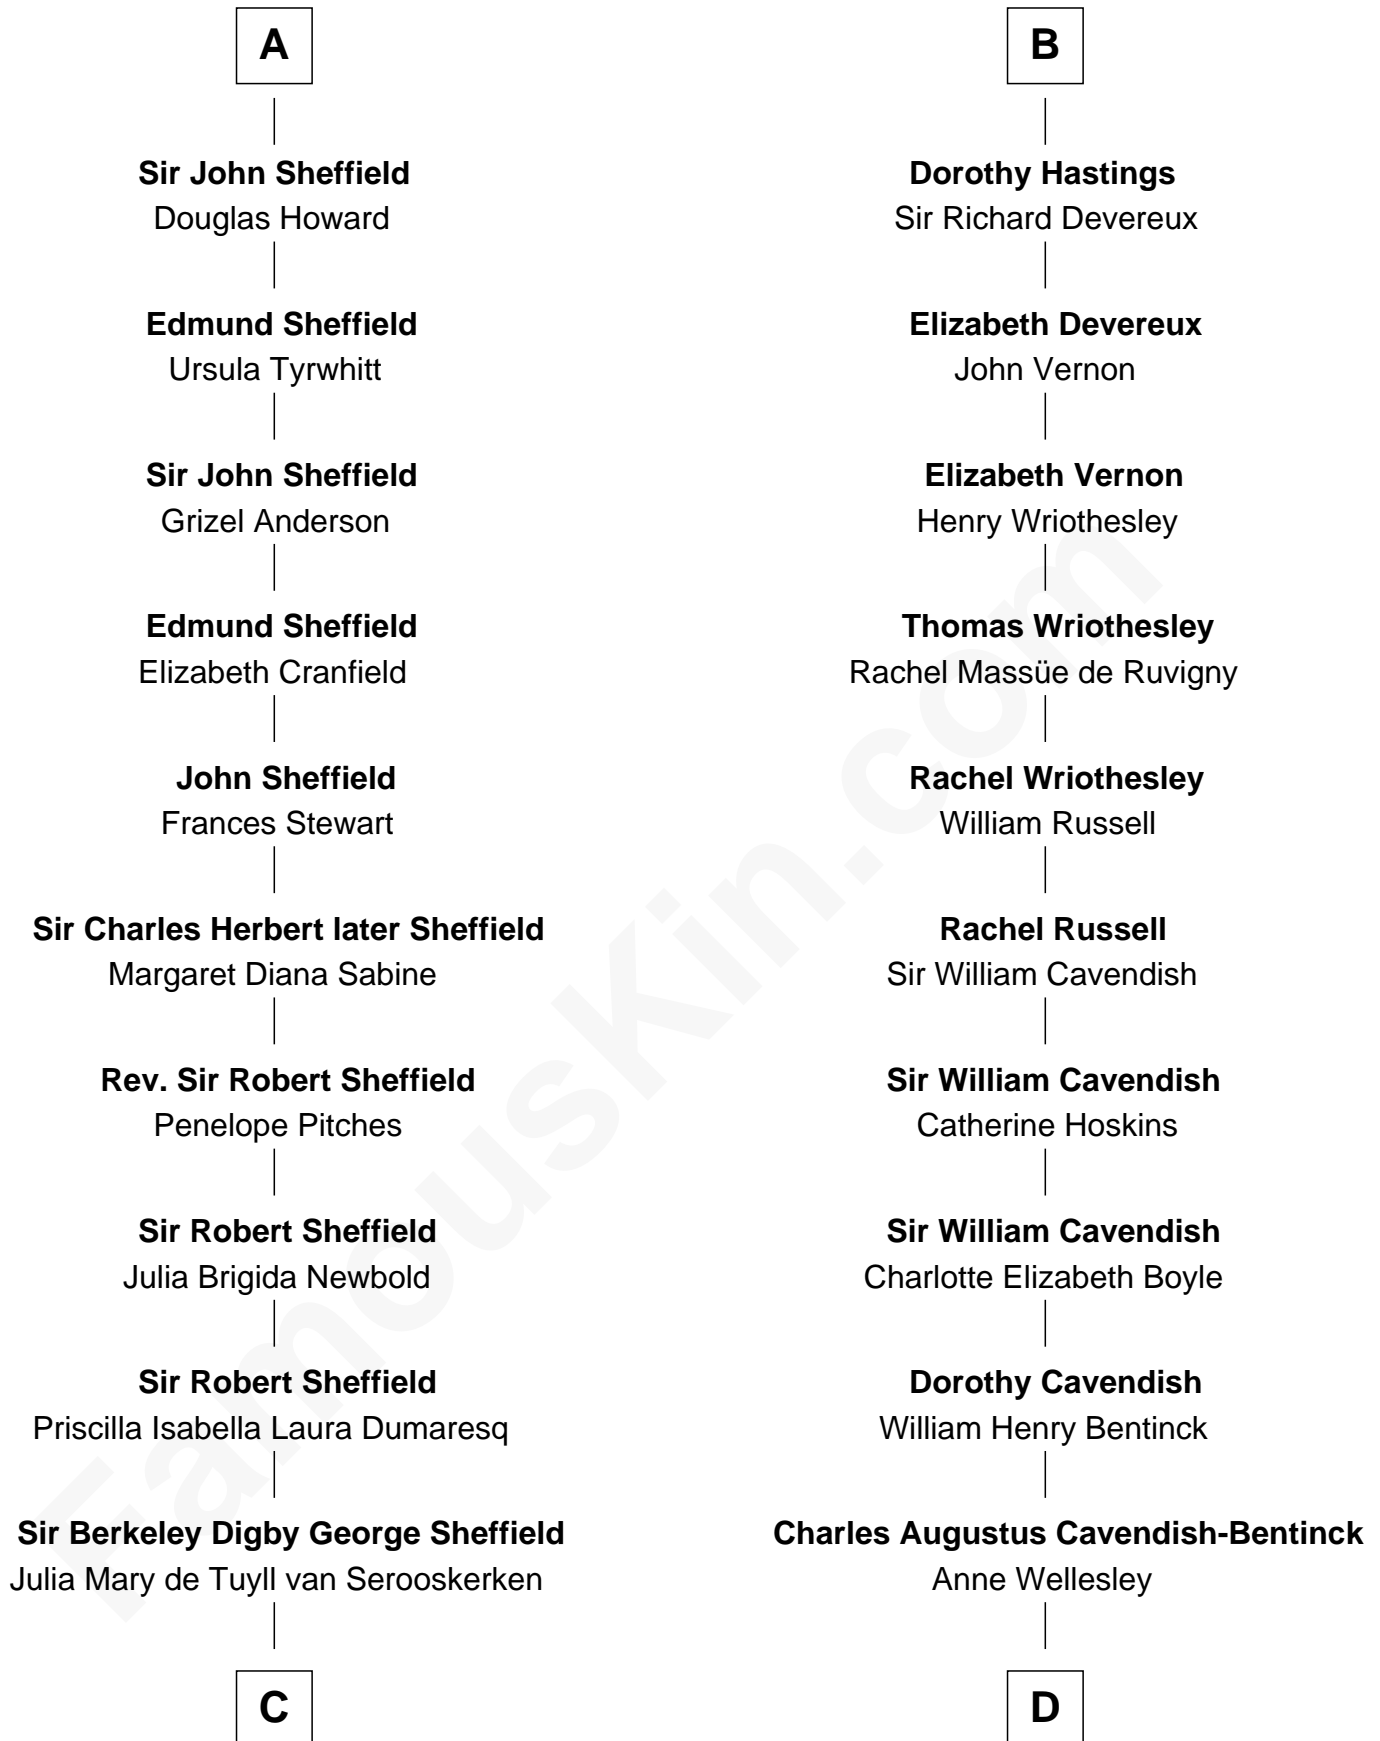 A
Sir John Sheffield
Douglas Howard
Edmund Sheffield
Ursula Tyrwhitt
Sir John Sheffield
Grizel Anderson
Edmund Sheffield
Elizabeth Cranfield
John Sheffield
Frances Stewart
Sir Charles Herbert later Sheffield
Margaret Diana Sabine
Rev. Sir Robert Sheffield
Penelope Pitches
Sir Robert Sheffield
Julia Brigida Newbold
Sir Robert Sheffield
Priscilla Isabella Laura Dumaresq
Sir Berkeley Digby George Sheffield
Julia Mary de Tuyll van Serooskerken
C
B
Dorothy Hastings
Sir Richard Devereux
Elizabeth Devereux
John Vernon
Elizabeth Vernon
Henry Wriothesley
Thomas Wriothesley
Rachel Massüe de Ruvigny
Rachel Wriothesley
William Russell
Rachel Russell
Sir William Cavendish
Sir William Cavendish
Catherine Hoskins
Sir William Cavendish
Charlotte Elizabeth Boyle
Dorothy Cavendish
William Henry Bentinck
Charles Augustus Cavendish-Bentinck
Anne Wellesley
D
FamousKin.com